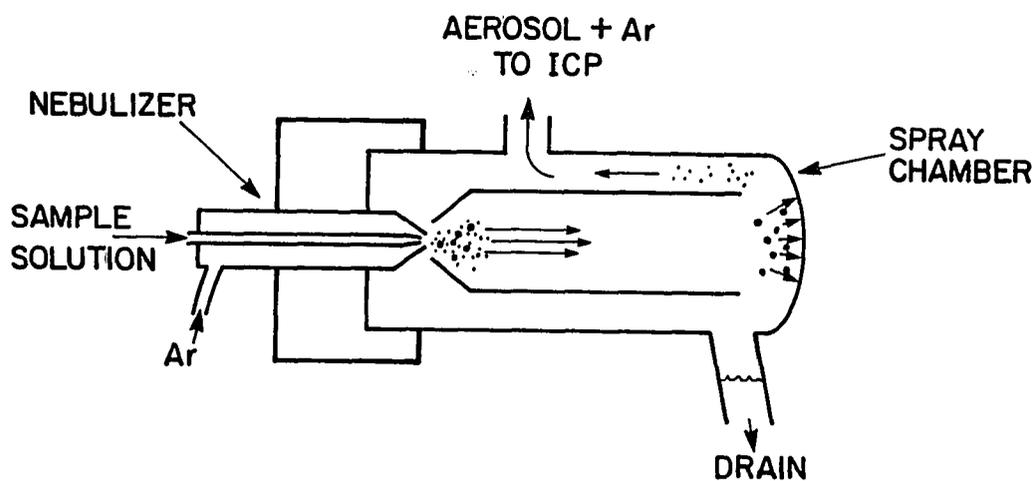 AEROSOL + Ar
TO ICP
NEBULIZER
SPRAY
CHAMBER
SAMPLE
SOLUTION
Ar
DRAIN